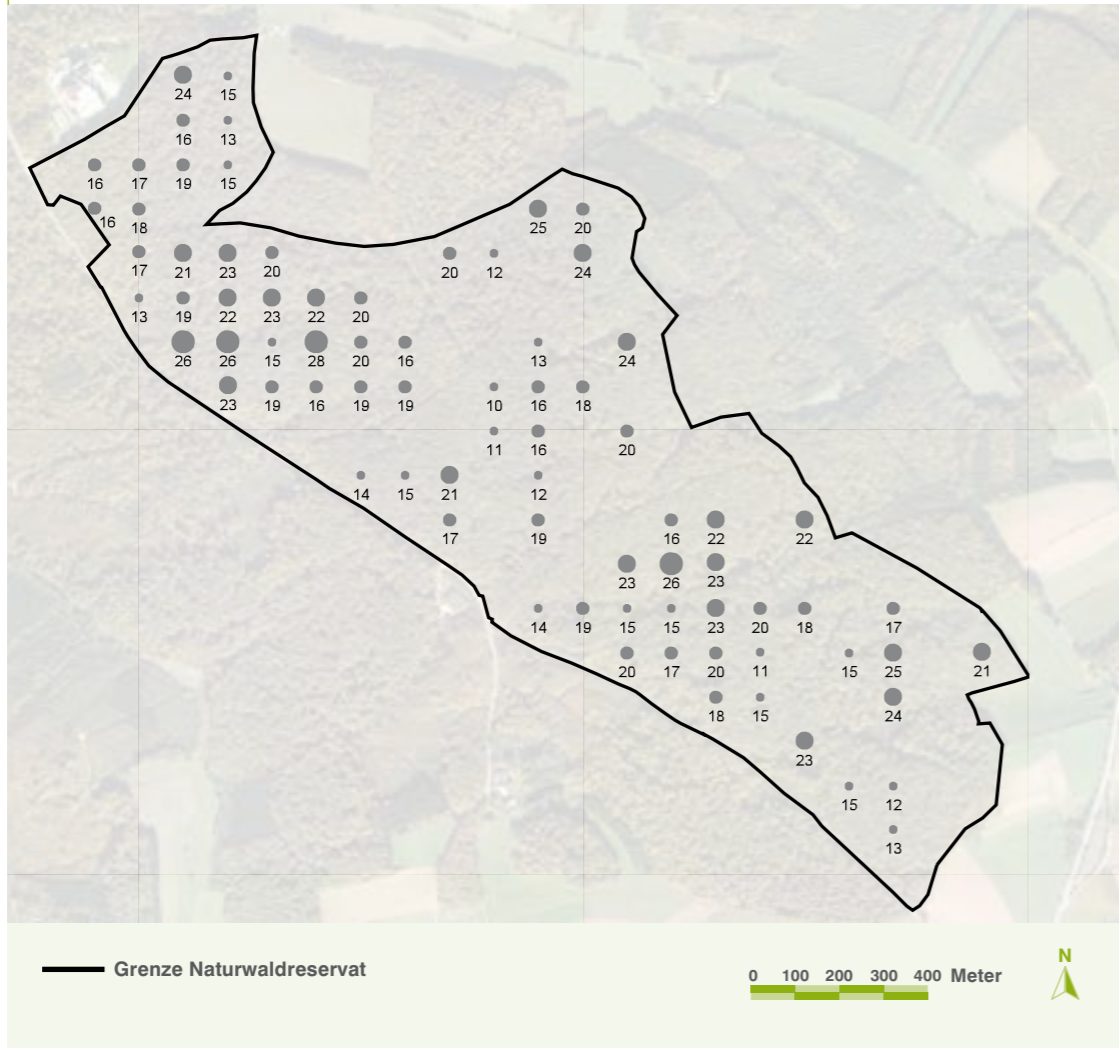 24 15
16 13
16 17 19 15
16 18 25 20
17 21 23 20 20 12 24
13 19 22 23 22 20
26 26 15 28 20 16 13 24
23 19 16 19 19 10 16 18
11 16 20
14 15 21 12
17 19 16 22 22
23 26 23
14 19 15 15 23 20 18 17
20 17 20 11 15 25 21
18 15 24
23
15 12
13
Grenze Naturwaldreservat
0 100 200 300 400 Meter
N